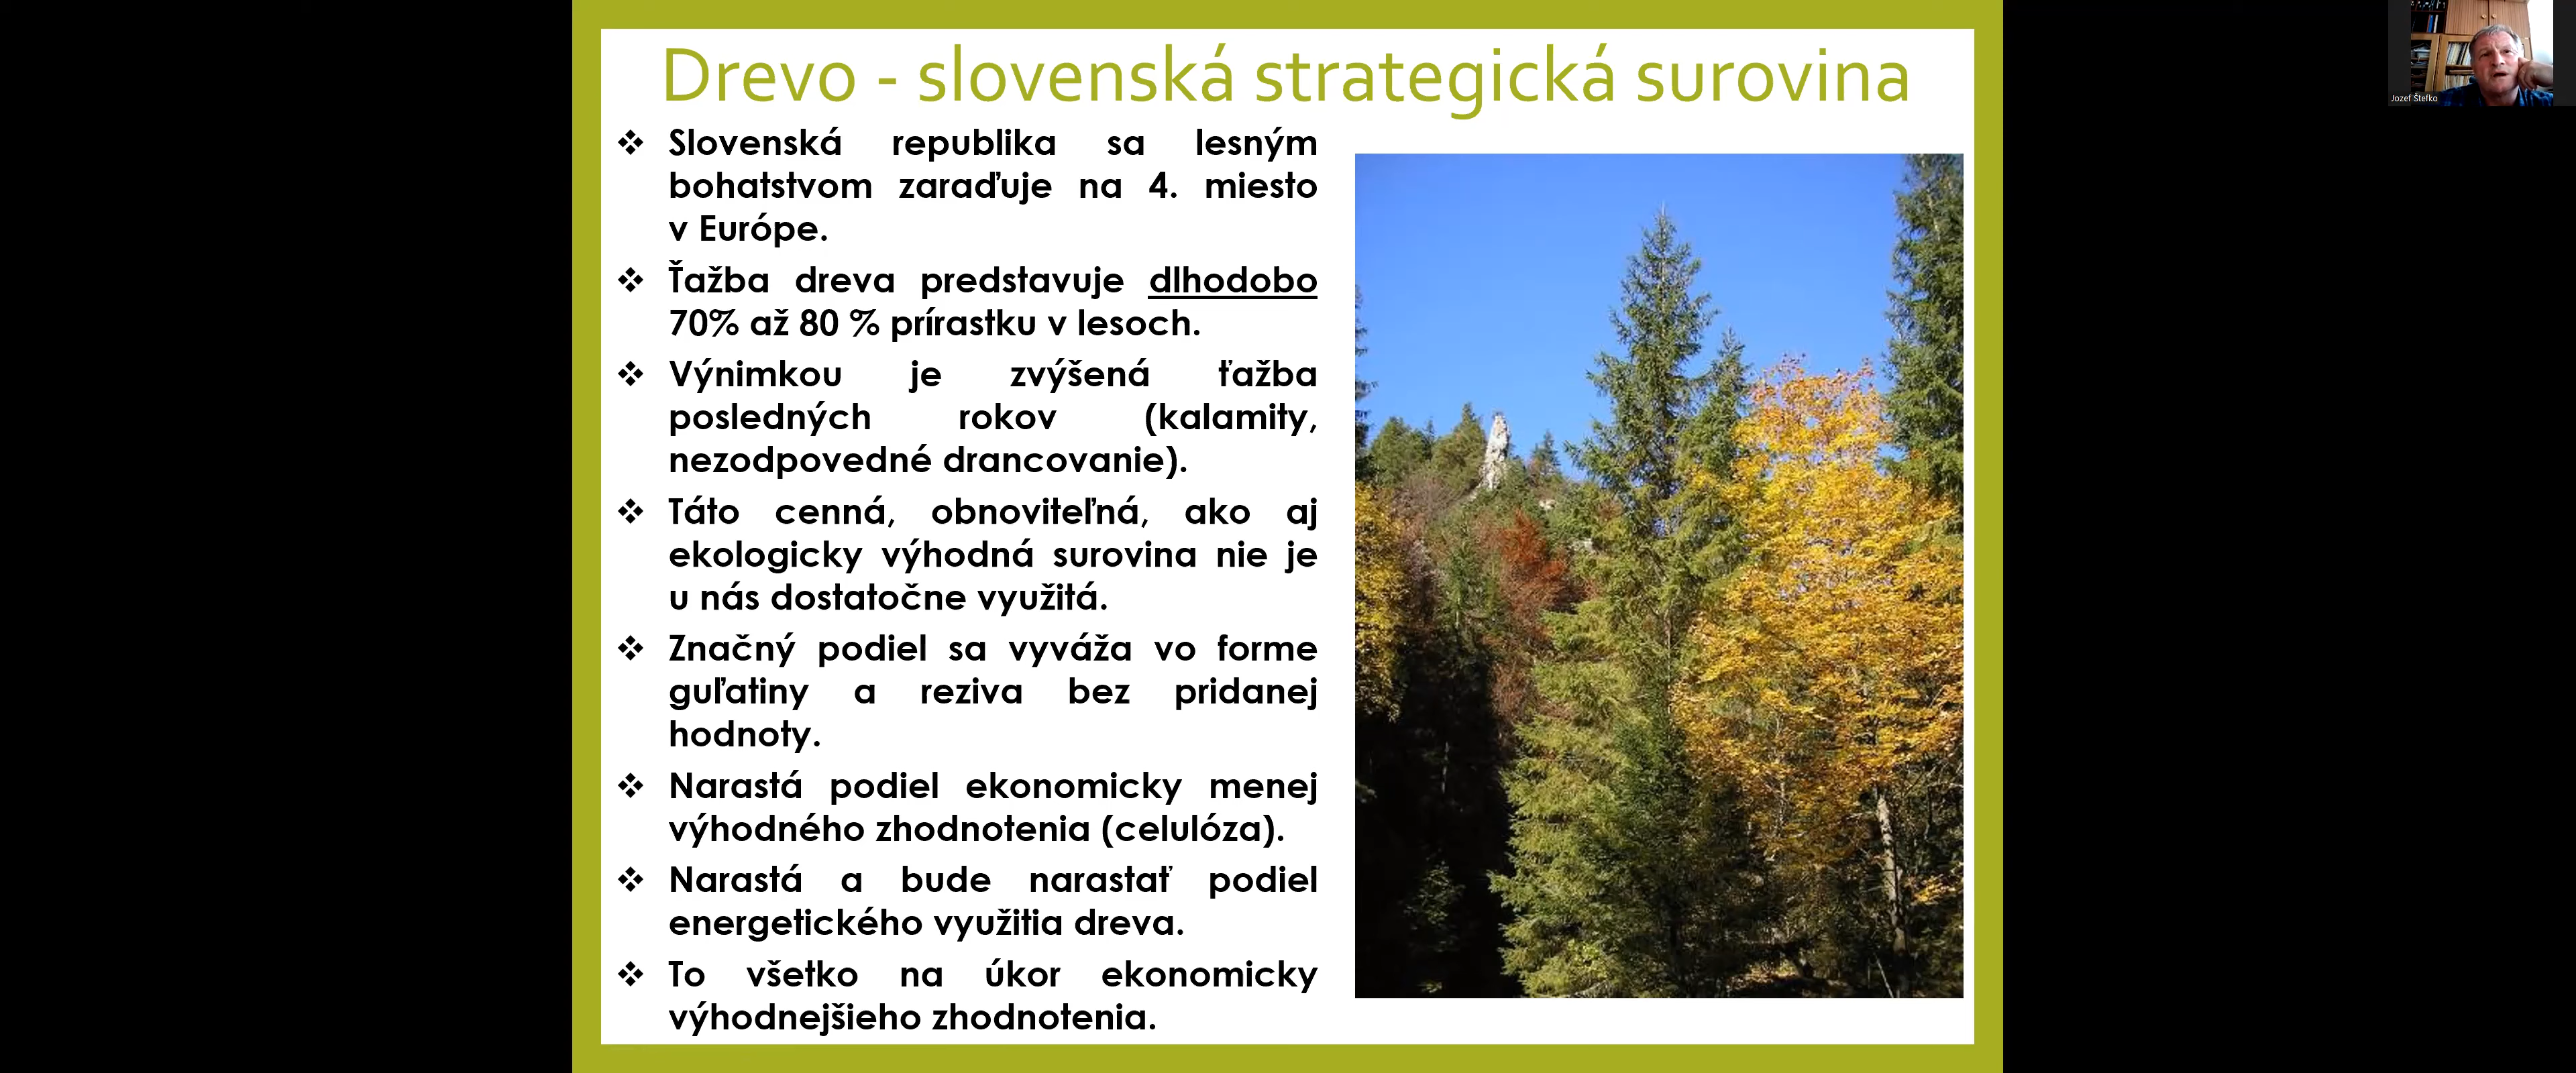 Drevo - slovenská strategická surovina
❖ Slovenská republika sa lesným
bohatstvom zaraďuje na 4. miesto
v Európe.
❖ Ťažba dreva predstavuje dlhodobo
70% až 80 % prírastku v lesoch.
❖ Výnimkou je zvýšená ťažba
posledných rokov (kalamity,
nezodpovedné drancovanie).
❖ Táto cenná, obnoviteľná, ako aj
ekologicky výhodná surovina nie je
u nás dostatočne využitá.
❖ Značný podiel sa vyváža vo forme
guľatiny a reziva bez pridanej
hodnoty.
❖ Narastá podiel ekonomicky menej
výhodného zhodnotenia (celulóza).
❖ Narastá a bude narastať podiel
energetického využitia dreva.
❖ To všetko na úkor ekonomicky
výhodnejšieho zhodnotenia.
Jozef Štefko